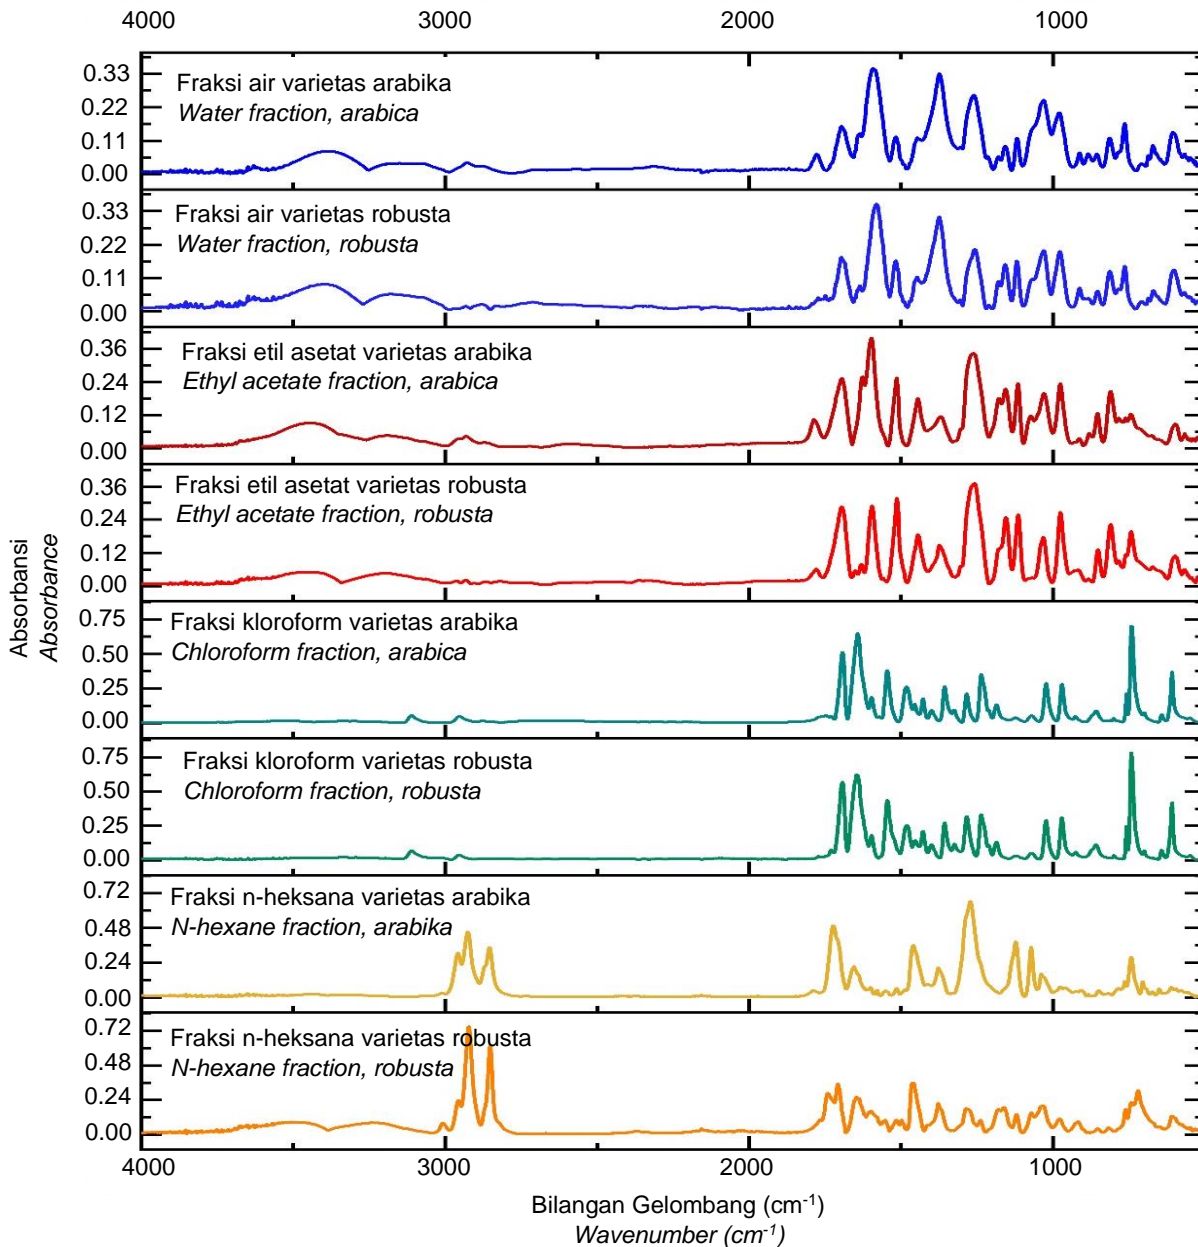 4000 3000 2000 1000
0.33
0.22
0.11
0.00
Fraksi air varietas arabika
Water fraction, arabica
0.33
0.22
0.11
0.00
Fraksi air varietas robusta
Water fraction, robusta
0.36
0.24
0.12
0.00
Fraksi etil asetat varietas arabika
Ethyl acetate fraction, arabica
0.36
0.24
0.12
0.00
Fraksi etil asetat varietas robusta
Ethyl acetate fraction, robusta
Absorbansi
Absorbance
0.75
0.50
0.25
0.00
Fraksi kloroform varietas arabika
Chloroform fraction, arabica
0.75
0.50
0.25
0.00
Fraksi kloroform varietas robusta
Chloroform fraction, robusta
0.72
0.48
0.24
0.00
Fraksi n-heksana varietas arabika
N-hexane fraction, arabika
0.72
0.48
0.24
0.00
Fraksi n-heksana varietas robusta
N-hexane fraction, robusta
4000 3000 2000 1000
Bilangan Gelombang (cm-1)
Wavenumber (cm-1)